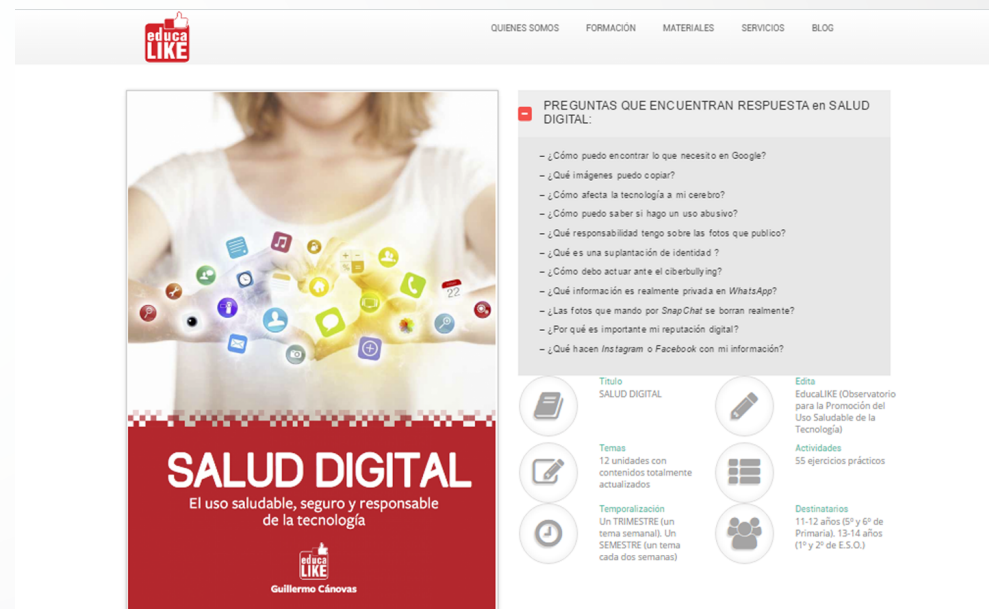 educa
LIKE
QUIENES SOMOS FORMACIÓN MATERIALES SERVICIOS BLOG
22
SALUD DIGITAL
El uso saludable, seguro y responsable
de la tecnología
educa
LIKE
Guillermo Cánovas
PREGUNTAS QUE ENCUENTRAN RESPUESTA en SALUD
DIGITAL:
– ¿Cómo puedo encontrar lo que necesito en Google?
– ¿Qué imágenes puedo copiar?
– ¿Cómo afecta la tecnología a mi cerebro?
– ¿Cómo puedo saber si hago un uso abusivo?
– ¿Qué responsabilidad tengo sobre las fotos que publico?
– ¿Qué es una suplantación de identidad ?
– ¿Cómo debo actuar ante el ciberbullying?
– ¿Qué información es realmente privada en WhatsApp?
– ¿Las fotos que mando por SnapChat se borran realmente?
– ¿Por qué es importante mi reputación digital?
– ¿Qué hacen Instagram o Facebook con mi información?
Título
SALUD DIGITAL
Edita
EducaLIKE (Observatorio
para la Promoción del
Uso Saludable de la
Tecnología)
Temas
12 unidades con
contenidos totalmente
actualizados
Actividades
55 ejercicios prácticos
Temporalización
Un TRIMESTRE (un
tema semanal). Un
SEMESTRE (un tema
cada dos semanas)
Destinatarios
11-12 años (5º y 6º de
Primaria). 13-14 años
(1º y 2º de E.S.O.)